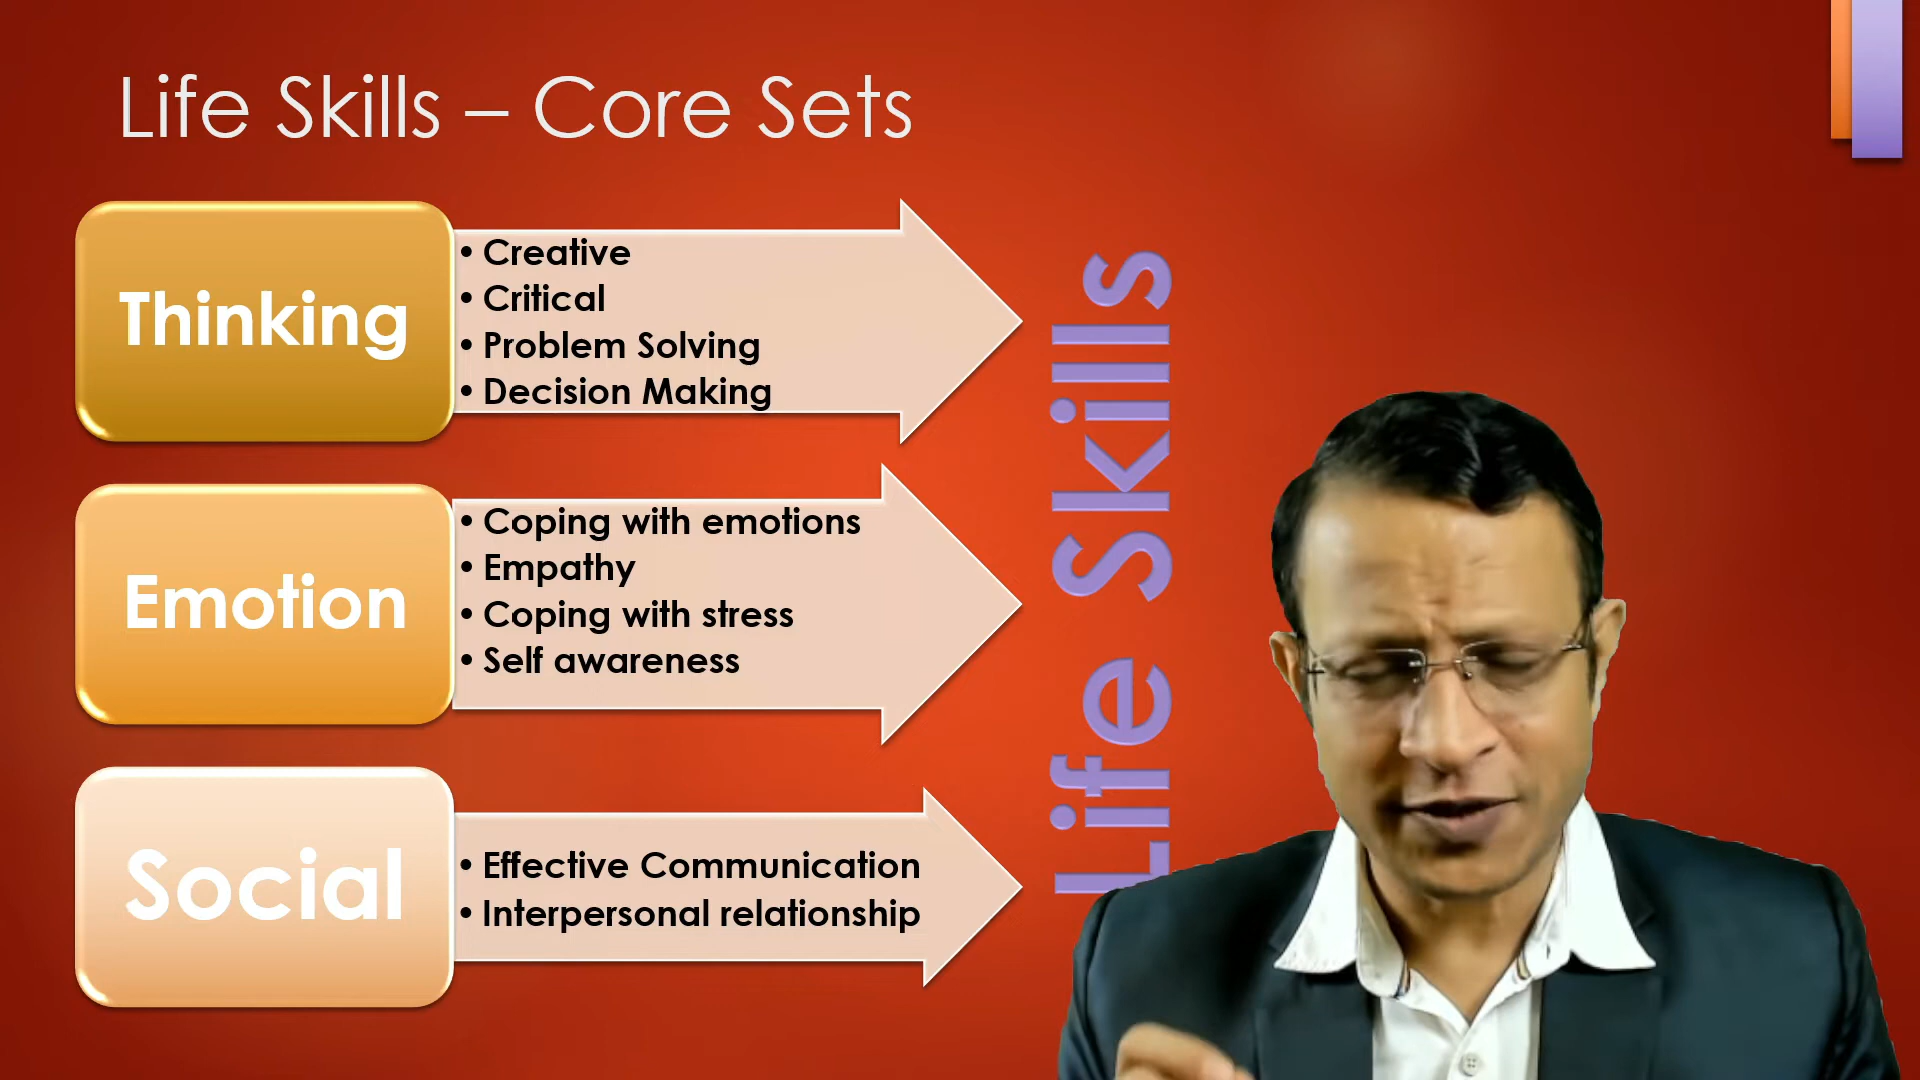 Life Skills – Core Sets
Thinking
• Creative
• Critical
• Problem Solving
• Decision Making
Emotion
• Coping with emotions
• Empathy
• Coping with stress
• Self awareness
Social
• Effective Communication
• Interpersonal relationship
Life Skills